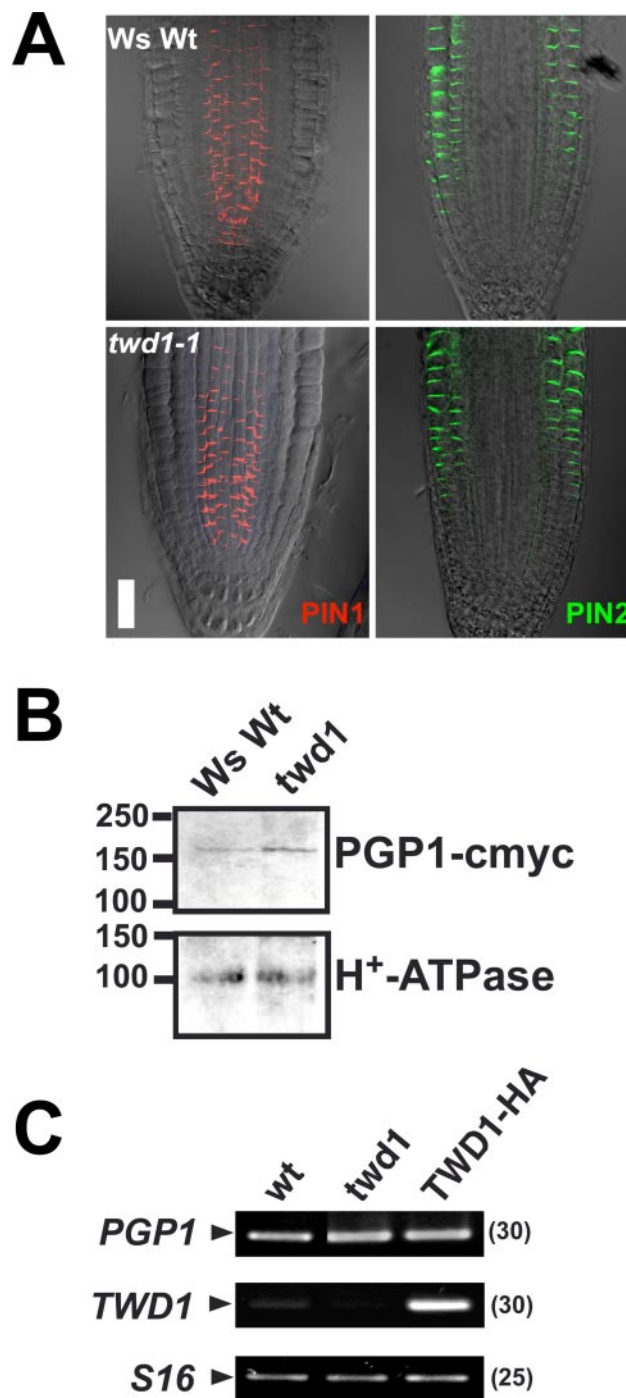 A
Ws Wt
twd1-1
PIN1
PIN2
B
Ws Wt
twd1
250
150
100
PGP1-cmyc
150
100
H⁺-ATPase
C
wt
twd1
TWD1-HA
PGP1 (30)
TWD1 (30)
S16 (25)